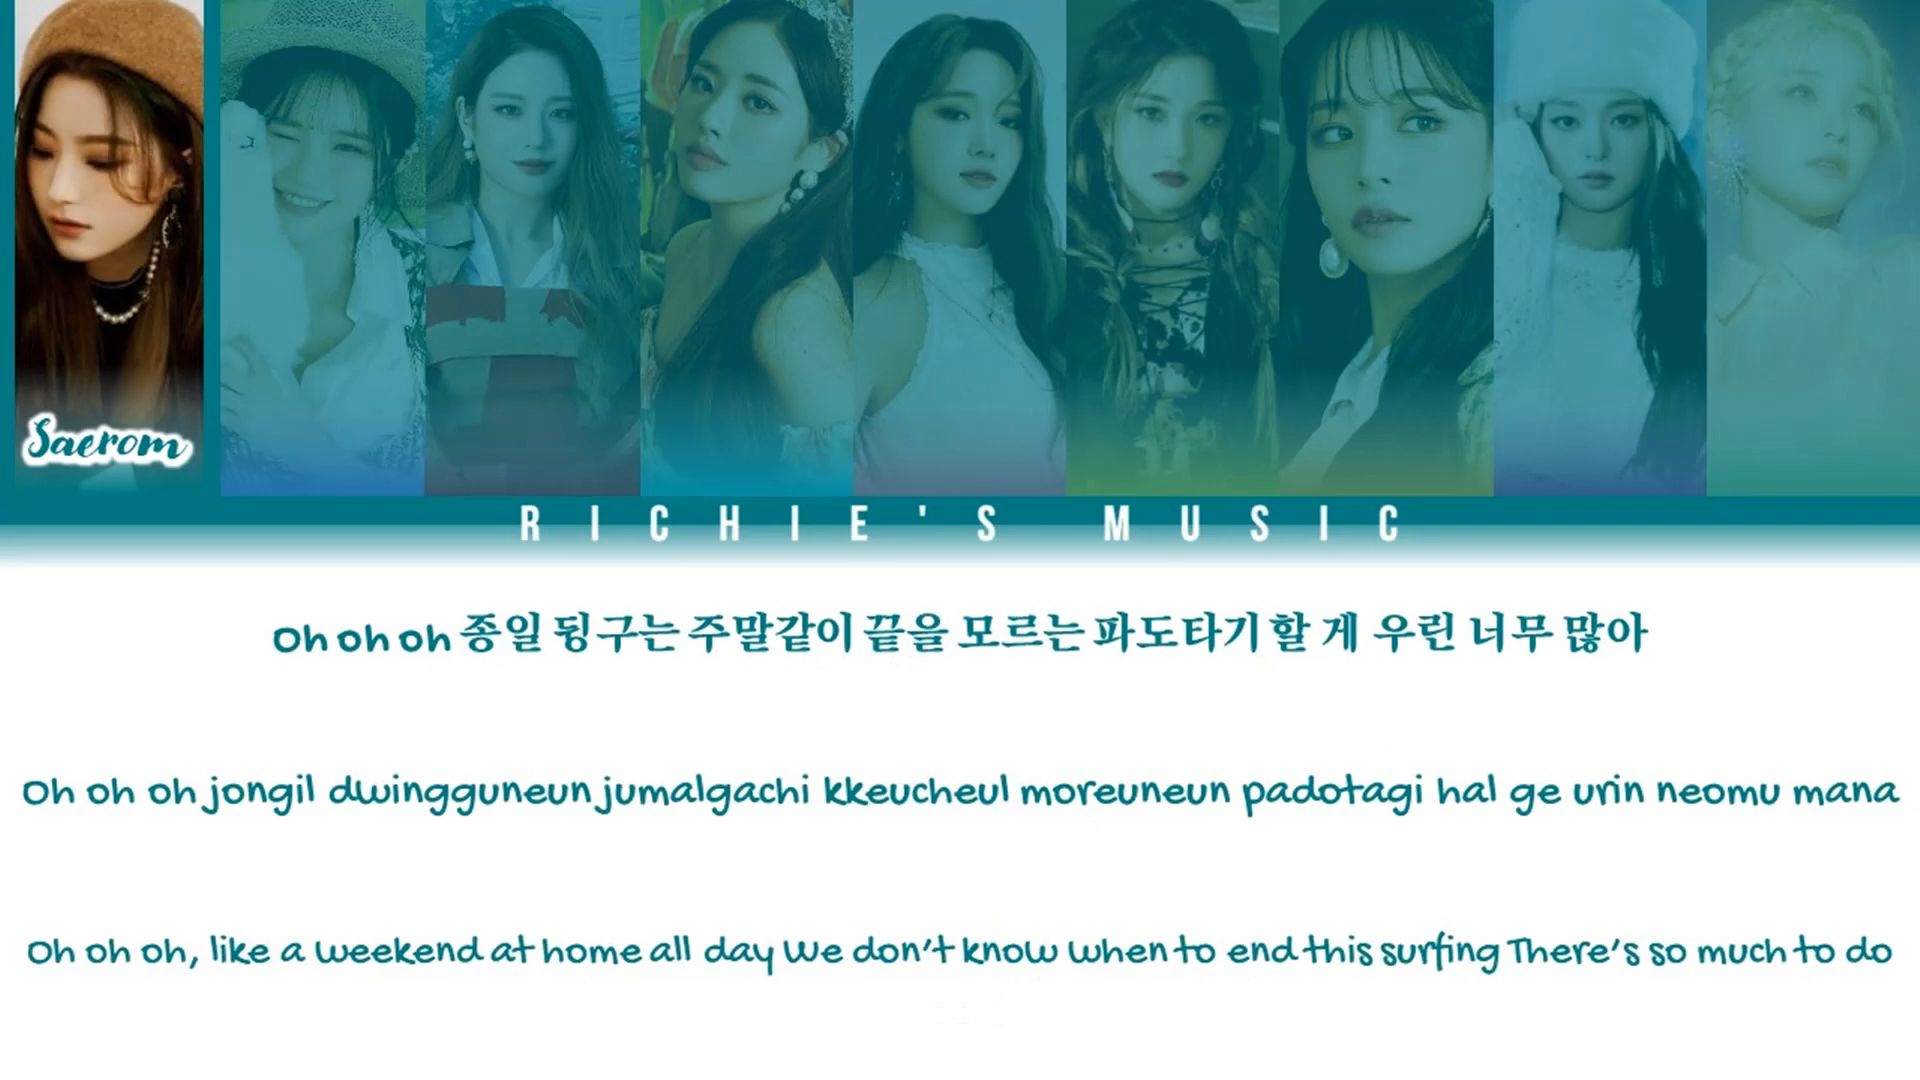 Saerom
RICHIE'S MUSIC
Oh oh oh 종일 뒹구는 주말같이 끝을 모르는 파도타기 할 게 우린 너무 많아
Oh oh oh jongil dwingguneun jumalgachi kkeucheul moreuneun padotagi hal ge urin neomu mana
Oh oh oh, like a weekend at home all day We don't know when to end this surfing There's so much to do